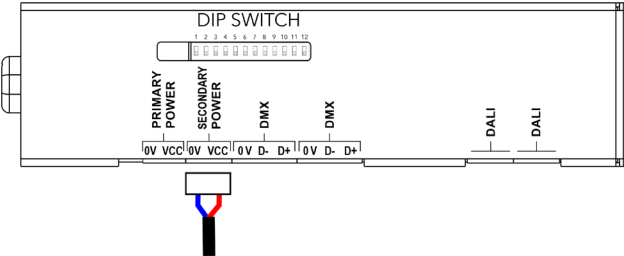 DIP SWITCH
1 2 3 4 5 6 7 8 9 10 11 12
PRIMARY
POWER
SECONDARY
POWER
DMX
DMX
DALI
DALI
0V VCC 0V VCC 0V D- D+ 0V D- D+